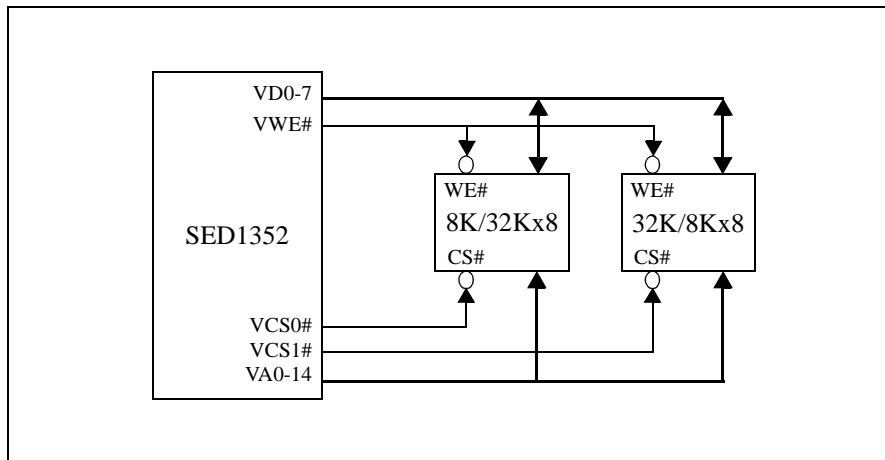 VD0-7
VWE#
SED1352
VCS0#
VCS1#
VA0-14
WE#
8K/32Kx8
CS#
WE#
32K/8Kx8
CS#